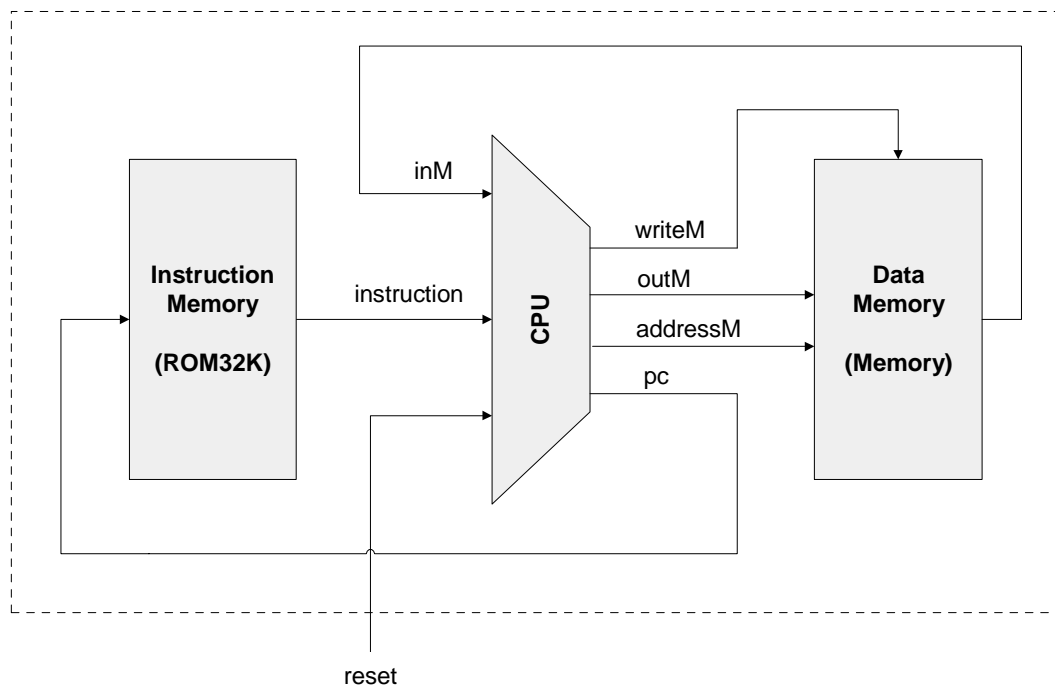 inM
writeM
Instruction
Memory
(ROM32K)
instruction
CPU
outM
addressM
pc
Data
Memory
(Memory)
reset